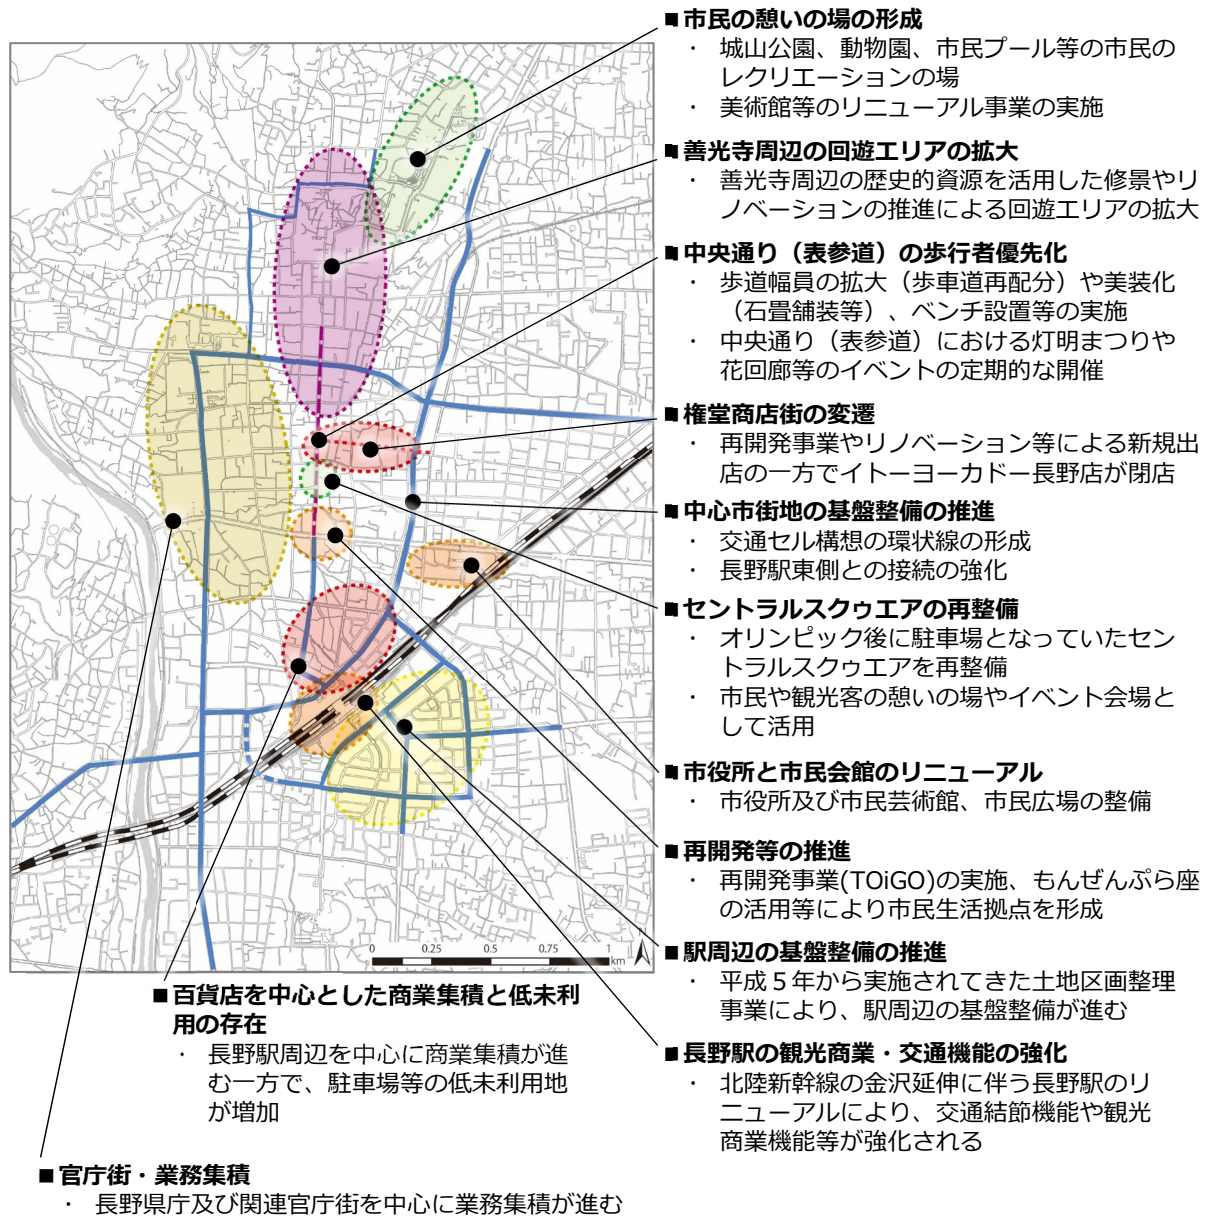 ■市民の憩いの場の形成
・ 城山公園、動物園、市民プール等の市民の
レクリエーションの場
・ 美術館等のリニューアル事業の実施
■善光寺周辺の回遊エリアの拡大
・ 善光寺周辺の歴史的資源を活用した修景やリ
ノベーションの推進による回遊エリアの拡大
■中央通り（表参道）の歩行者優先化
・ 歩道幅員の拡大（歩車道再配分）や美装化
（石畳舗装等）、ベンチ設置等の実施
・ 中央通り（表参道）における灯明まつりや
花回廊等のイベントの定期的な開催
■権堂商店街の変遷
・ 再開発事業やリノベーション等による新規出
店の一方でイトーヨーカドー長野店が閉店
■中心市街地の基盤整備の推進
・ 交通セル構想の環状線の形成
・ 長野駅東側との接続の強化
■セントラルスクゥエアの再整備
・ オリンピック後に駐車場となっていたセン
トラルスクゥエアを再整備
・ 市民や観光客の憩いの場やイベント会場と
して活用
■市役所と市民会館のリニューアル
・ 市役所及び市民芸術館、市民広場の整備
■再開発等の推進
・ 再開発事業(TOiGO)の実施、もんぜんぷら座
の活用等により市民生活拠点を形成
■駅周辺の基盤整備の推進
・ 平成５年から実施されてきた土地区画整理
事業により、駅周辺の基盤整備が進む
■長野駅の観光商業・交通機能の強化
・ 北陸新幹線の金沢延伸に伴う長野駅のリ
ニューアルにより、交通結節機能や観光
商業機能等が強化される
0 0.25 0.5 0.75 1
km
■百貨店を中心とした商業集積と低未利
用の存在
・ 長野駅周辺を中心に商業集積が進
む一方で、駐車場等の低未利用地
が増加
■官庁街・業務集積
・ 長野県庁及び関連官庁街を中心に業務集積が進む